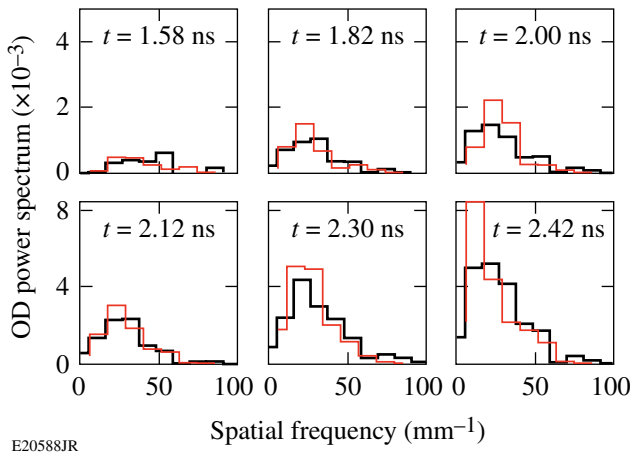 t = 1.58 ns
t = 1.82 ns
t = 2.00 ns
4
2
0
OD power spectrum (×10⁻³)
t = 2.12 ns
t = 2.30 ns
t = 2.42 ns
8
4
0
0 50 100 0 50 100 0 50 100
Spatial frequency (mm⁻¹)
E20588JR